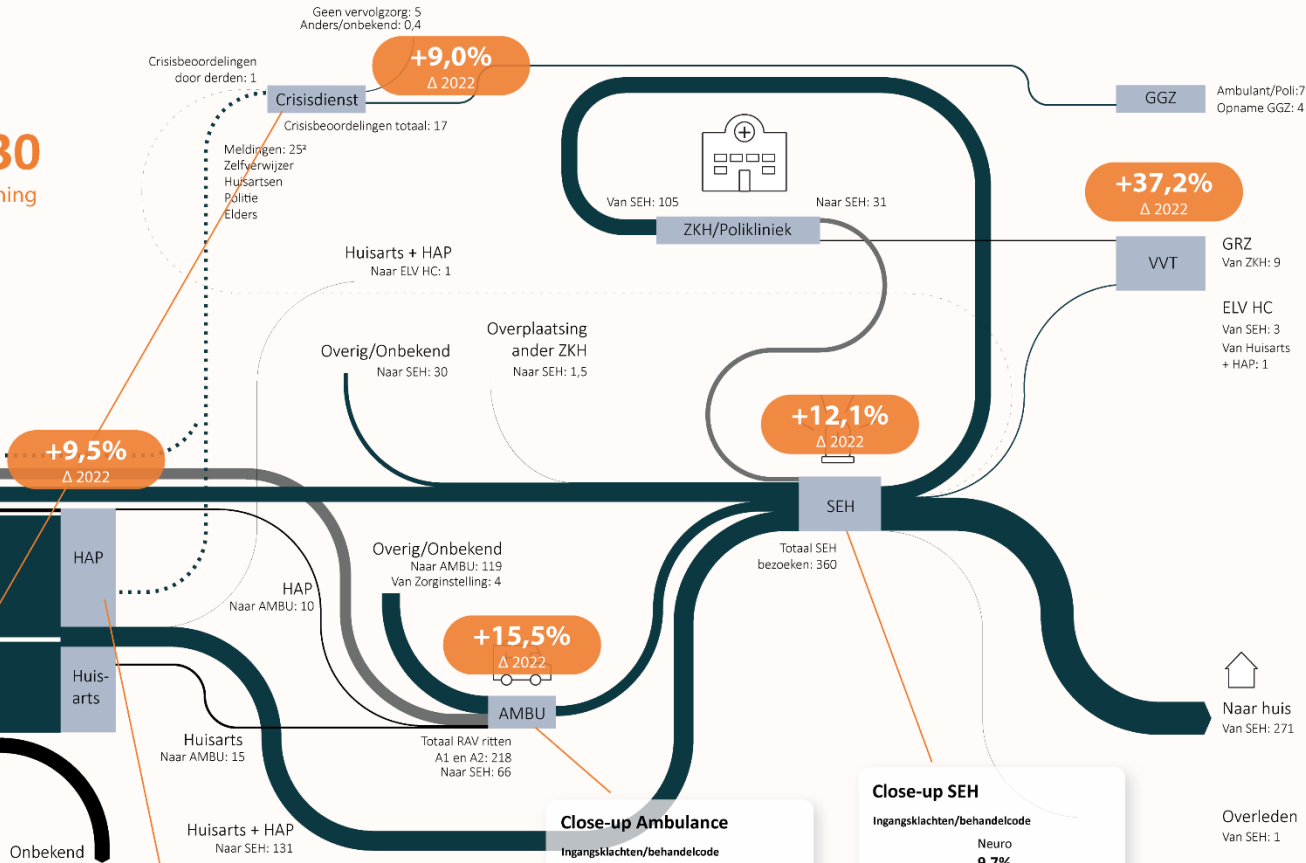 Geen vervolgzorg: 5
Anders/onbekend: 0,4
+9,0%
Δ 2022
Crisisbeoordelingen
door derden: 1
Crisisdienst
Crisisbeoordelingen totaal: 17
Meldingen: 25²
Zelfverwijzer
Huisartsen
Politie
Elders
GGZ
Ambulant/Poli:7
Opname GGZ: 4
30
ning
Van SEH: 105
Naar SEH: 31
ZKH/Polikliniek
+37,2%
Δ 2022
VVT
GRZ
Van ZKH: 9
ELV HC
Van SEH: 3
Van Huisarts
+ HAP: 1
Huisarts + HAP
Naar ELV HC: 1
Overig/Onbekend
Naar SEH: 30
Overplaatsing
ander ZKH
Naar SEH: 1,5
+12,1%
Δ 2022
+9,5%
Δ 2022
SEH
Totaal SEH
bezoeken: 360
HAP
HAP
Naar AMBU: 10
Overig/Onbekend
Naar AMBU: 119
Van Zorginstelling: 4
+15,5%
Δ 2022
AMBU
Totaal RAV ritten
A1 en A2: 218
Naar SEH: 66
Huis-
arts
Huisarts
Naar AMBU: 15
Huisarts + HAP
Naar SEH: 131
Onbekend
Naar huis
Van SEH: 271
Overleden
Van SEH: 1
Close-up Ambulance
Ingangsklachten/behandelcode
Close-up SEH
Ingangsklachten/behandelcode
Neuro
9,7%